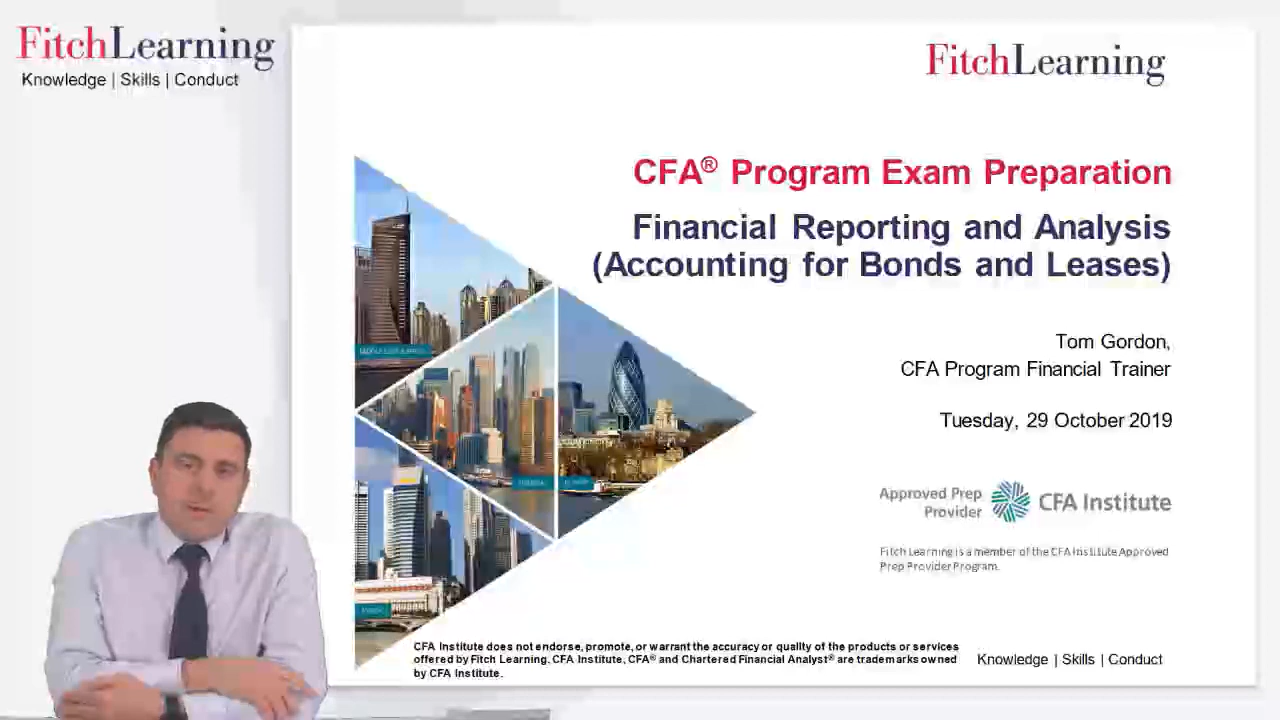 FitchLearning
Knowledge | Skills | Conduct
FitchLearning
CFA® Program Exam Preparation
Financial Reporting and Analysis
(Accounting for Bonds and Leases)
Tom Gordon,
CFA Program Financial Trainer
Tuesday, 29 October 2019
Approved Prep
Provider
CFA Institute
Fitch Learning is a member of the CFA Institute Approved
Prep Provider Program.
CFA Institute does not endorse, promote, or warrant the accuracy or quality of the products or services
offered by Fitch Learning. CFA Institute, CFA® and Chartered Financial Analyst® are trademarks owned
by CFA Institute.
Knowledge | Skills | Conduct